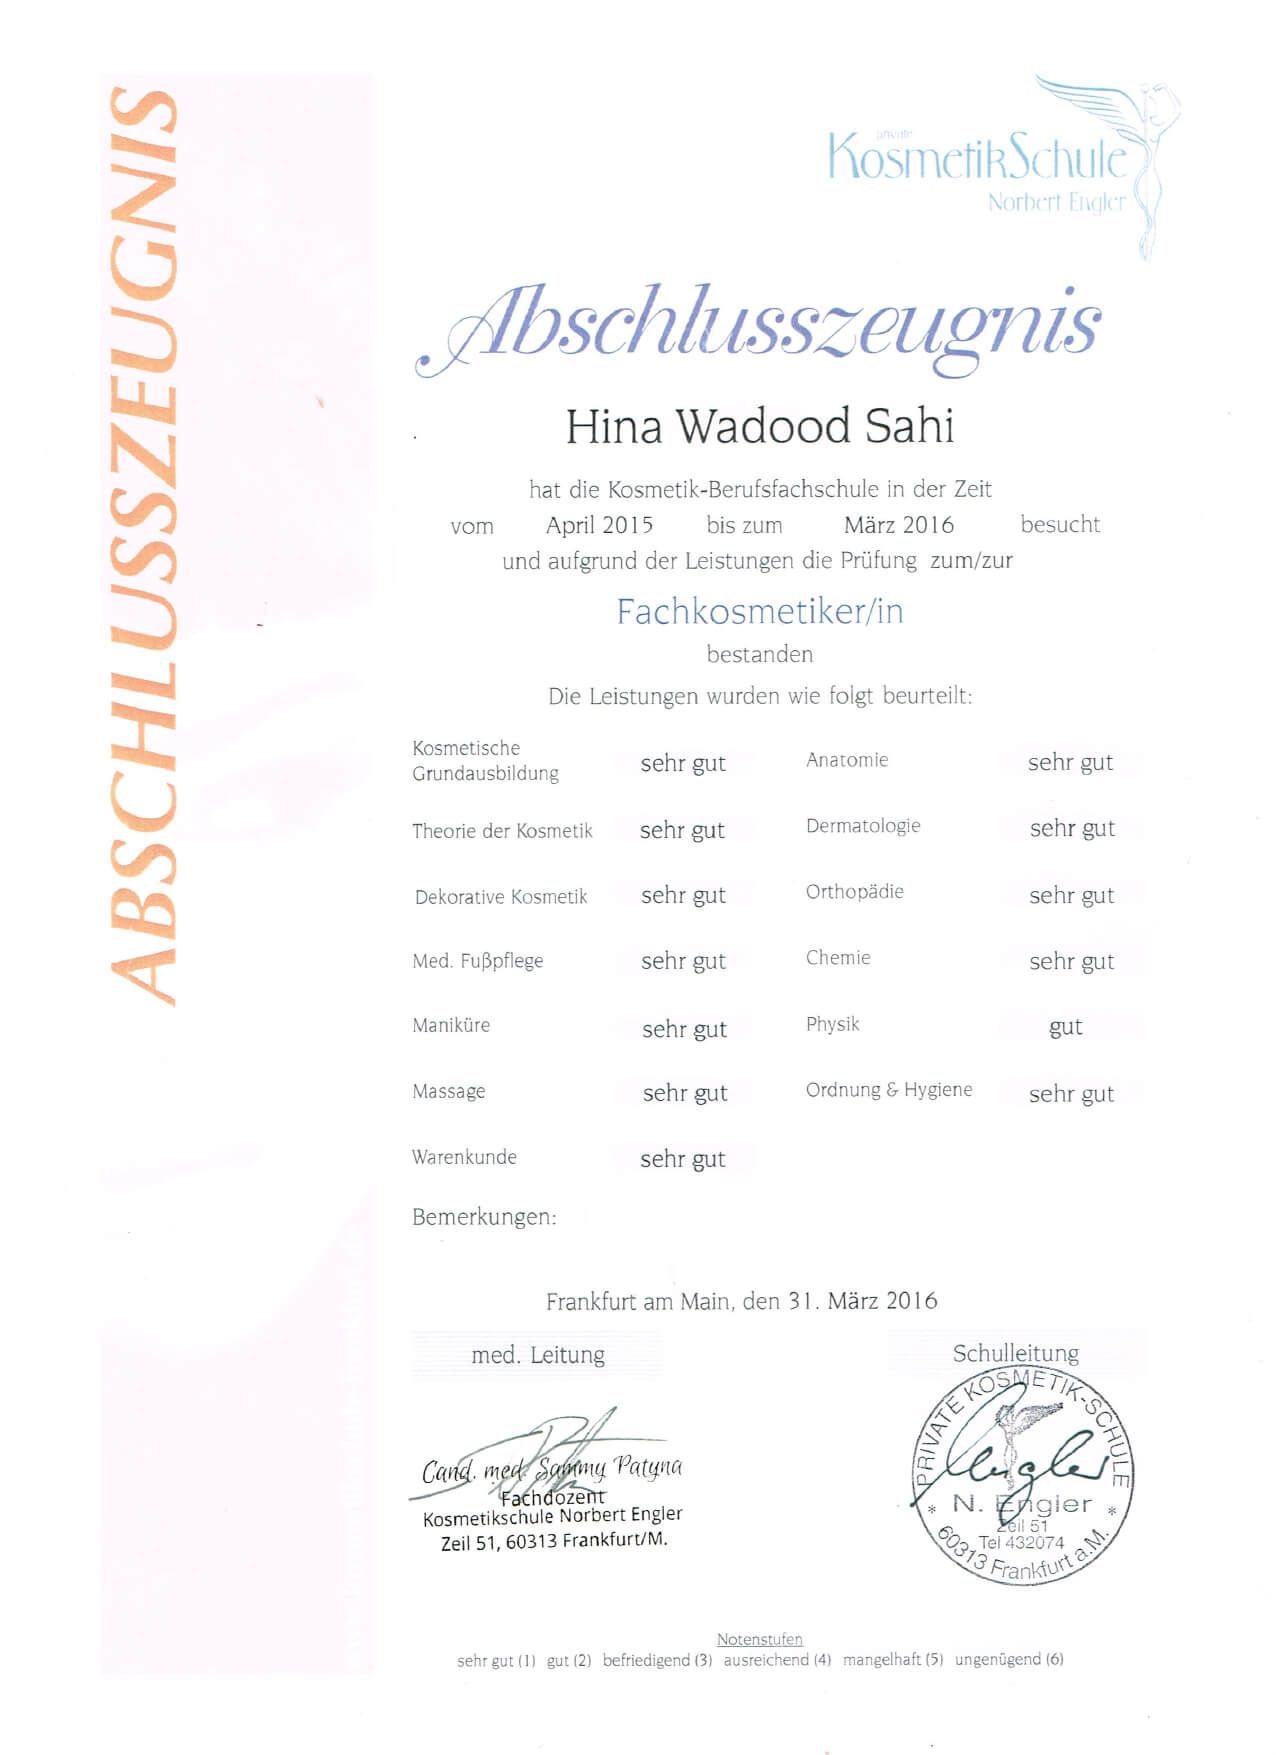 ABSCHLUSSZEUGNIS
private
KosmetikSchule
Norbert Engler
Abschlusszeugnis
Hina Wadood Sahi
hat die Kosmetik-Berufsfachschule in der Zeit
vom April 2015 bis zum März 2016 besucht
und aufgrund der Leistungen die Prüfung zum/zur
Fachkosmetiker/in
bestanden
Die Leistungen wurden wie folgt beurteilt:
Kosmetische
Grundausbildung sehr gut Anatomie sehr gut
Theorie der Kosmetik sehr gut Dermatologie sehr gut
Dekorative Kosmetik sehr gut Orthopädie sehr gut
Med. Fußpflege sehr gut Chemie sehr gut
Maniküre sehr gut Physik gut
Massage sehr gut Ordnung & Hygiene sehr gut
Warenkunde sehr gut
Bemerkungen:
Frankfurt am Main, den 31. März 2016
med. Leitung
Cand. med. Sammy Patyna
Fachdozent
Kosmetikschule Norbert Engler
Zeil 51, 60313 Frankfurt/M.
Schulleitung
PRIVATE KOSMETIK-SCHULE
Engler
* N. Engler *
Zeil 51
Tel 432074
60313 Frankfurt a.M.
Notenstufen
sehr gut (1) gut (2) befriedigend (3) ausreichend (4) mangelhaft (5) ungenügend (6)